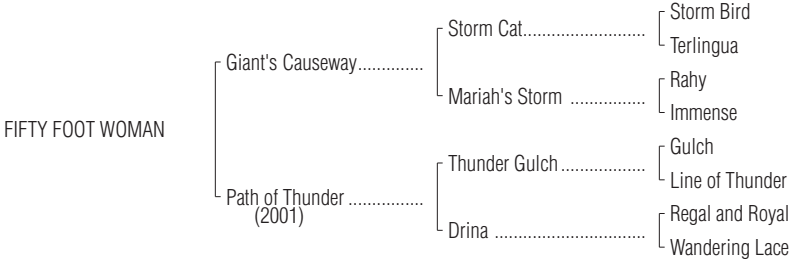 Storm Bird
Storm Cat..........................
Terlingua
Giant's Causeway..............
Rahy
Mariah's Storm ................
Immense
FIFTY FOOT WOMAN
Gulch
Thunder Gulch..................
Line of Thunder
Path of Thunder ................
(2001)
Regal and Royal
Drina ................................
Wandering Lace